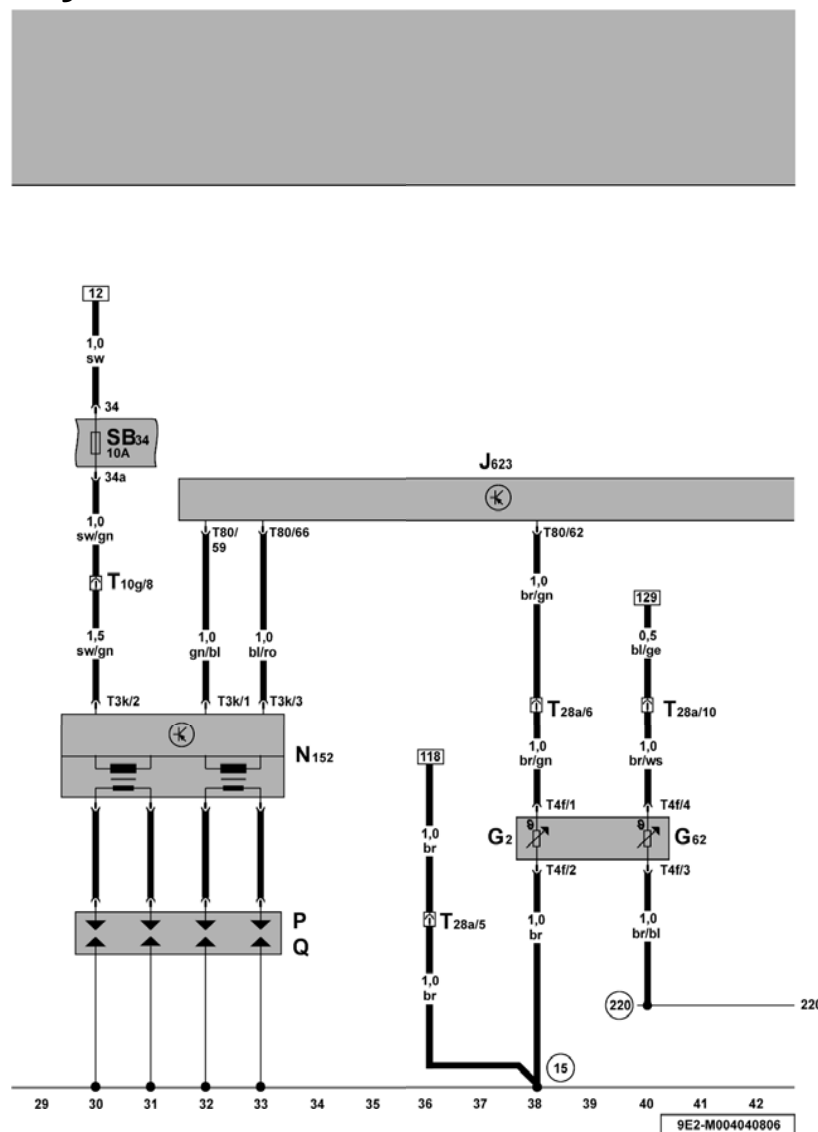 12
1,0
sw
34
SB34
10A
34a
J623
1,0
sw/gn
T80/
59
T80/66
T80/62
T10g/8
1,0
br/gn
129
1,5
sw/gn
1,0
gn/bl
1,0
bl/ro
0,5
bl/ge
T3k/2
T3k/1
T3k/3
T28a/6
T28a/10
N152
118
1,0
br/gn
1,0
br/ws
T4f/1
T4f/4
1,0
br
G2
G62
T4f/2
T4f/3
P
Q
T28a/5
1,0
br
1,0
br/bl
1,0
br
220
220
15
29 30 31 32 33 34 35 36 37 38 39 40 41 42
9E2-M004040806